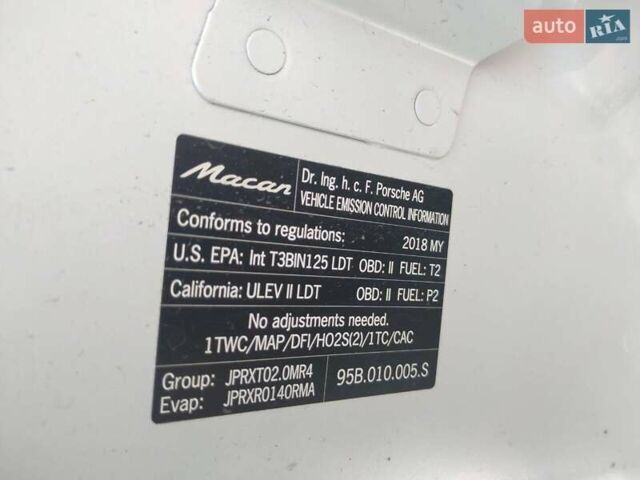 auto RIA.com
Macan
Dr. Ing. h. c. F. Porsche AG
VEHICLE EMISSION CONTROL INFORMATION
Conforms to regulations: 2018 MY
U.S. EPA: Int T3BIN125 LDT OBD: II FUEL: T2
California: ULEV II LDT OBD: II FUEL: P2
No adjustments needed.
1TWC/MAP/DFI/HO2S(2)/1TC/CAC
Group: JPRXT02.0MR4
Evap: JPRXR0140RMA
95B.010.005.S